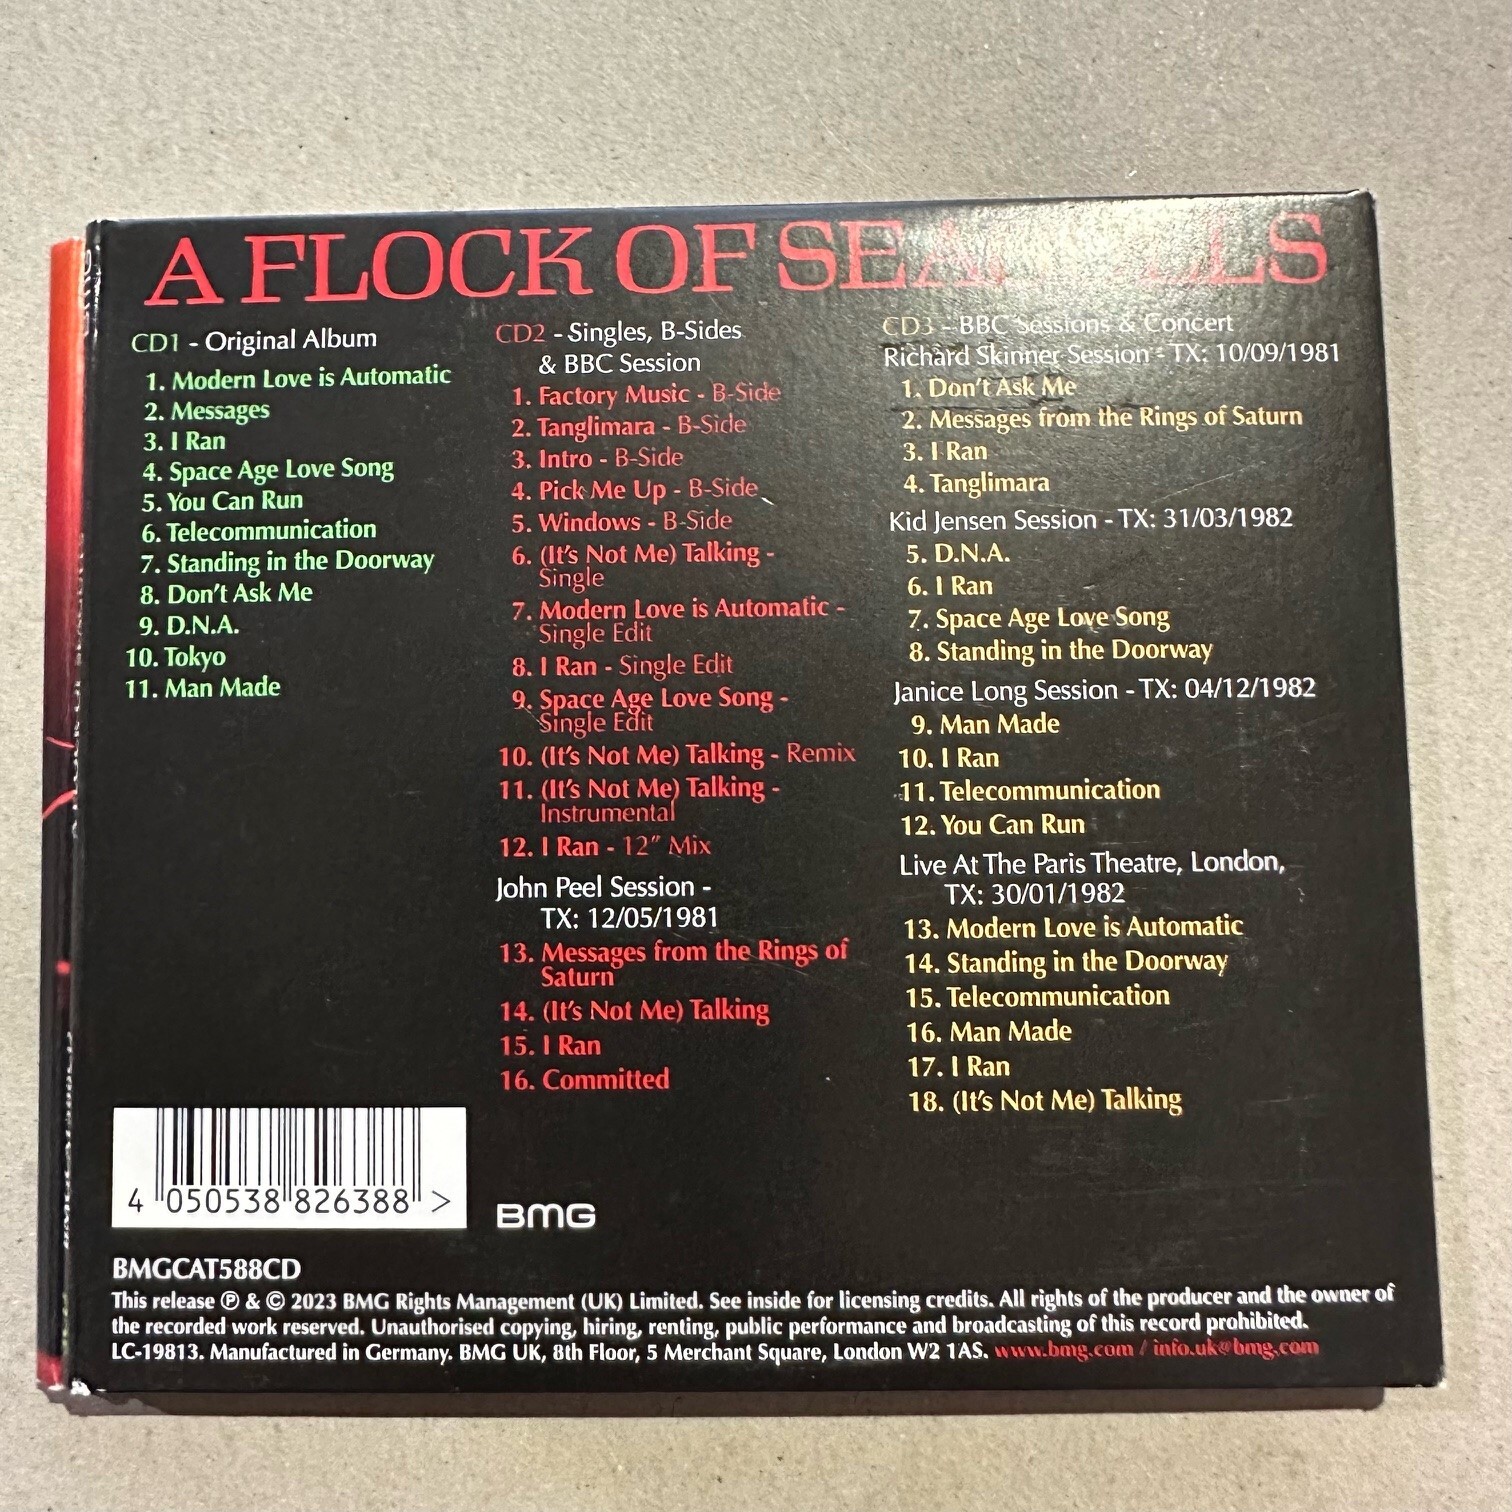 A FLOCK OF SEAGULLS
CD1 - Original Album
1. Modern Love is Automatic
2. Messages
3. I Ran
4. Space Age Love Song
5. You Can Run
6. Telecommunication
7. Standing in the Doorway
8. Don't Ask Me
9. D.N.A.
10. Tokyo
11. Man Made
CD2 - Singles, B-Sides
& BBC Session
1. Factory Music - B-Side
2. Tanglimara - B-Side
3. Intro - B-Side
4. Pick Me Up - B-Side
5. Windows - B-Side
6. (It's Not Me) Talking -
Single
7. Modern Love is Automatic -
Single Edit
8. I Ran - Single Edit
9. Space Age Love Song -
Single Edit
10. (It's Not Me) Talking - Remix
11. (It's Not Me) Talking -
Instrumental
12. I Ran - 12" Mix
John Peel Session -
TX: 12/05/1981
13. Messages from the Rings of
Saturn
14. (It's Not Me) Talking
15. I Ran
16. Committed
CD3 - BBC Sessions & Concert
Richard Skinner Session - TX: 10/09/1981
1. Don't Ask Me
2. Messages from the Rings of Saturn
3. I Ran
4. Tanglimara
Kid Jensen Session - TX: 31/03/1982
5. D.N.A.
6. I Ran
7. Space Age Love Song
8. Standing in the Doorway
Janice Long Session - TX: 04/12/1982
9. Man Made
10. I Ran
11. Telecommunication
12. You Can Run
Live At The Paris Theatre, London,
TX: 30/01/1982
13. Modern Love is Automatic
14. Standing in the Doorway
15. Telecommunication
16. Man Made
17. I Ran
18. (It's Not Me) Talking
4 050538 826388 >
BMG
BMGCAT588CD
This release ℗ & © 2023 BMG Rights Management (UK) Limited. See inside for licensing credits. All rights of the producer and the owner of
the recorded work reserved. Unauthorised copying, hiring, renting, public performance and broadcasting of this record prohibited.
LC-19813. Manufactured in Germany. BMG UK, 8th Floor, 5 Merchant Square, London W2 1AS. www.bmg.com / info.uk@bmg.com
BMG
A FLOCK OF SEAGULLS
BMGCAT588CD